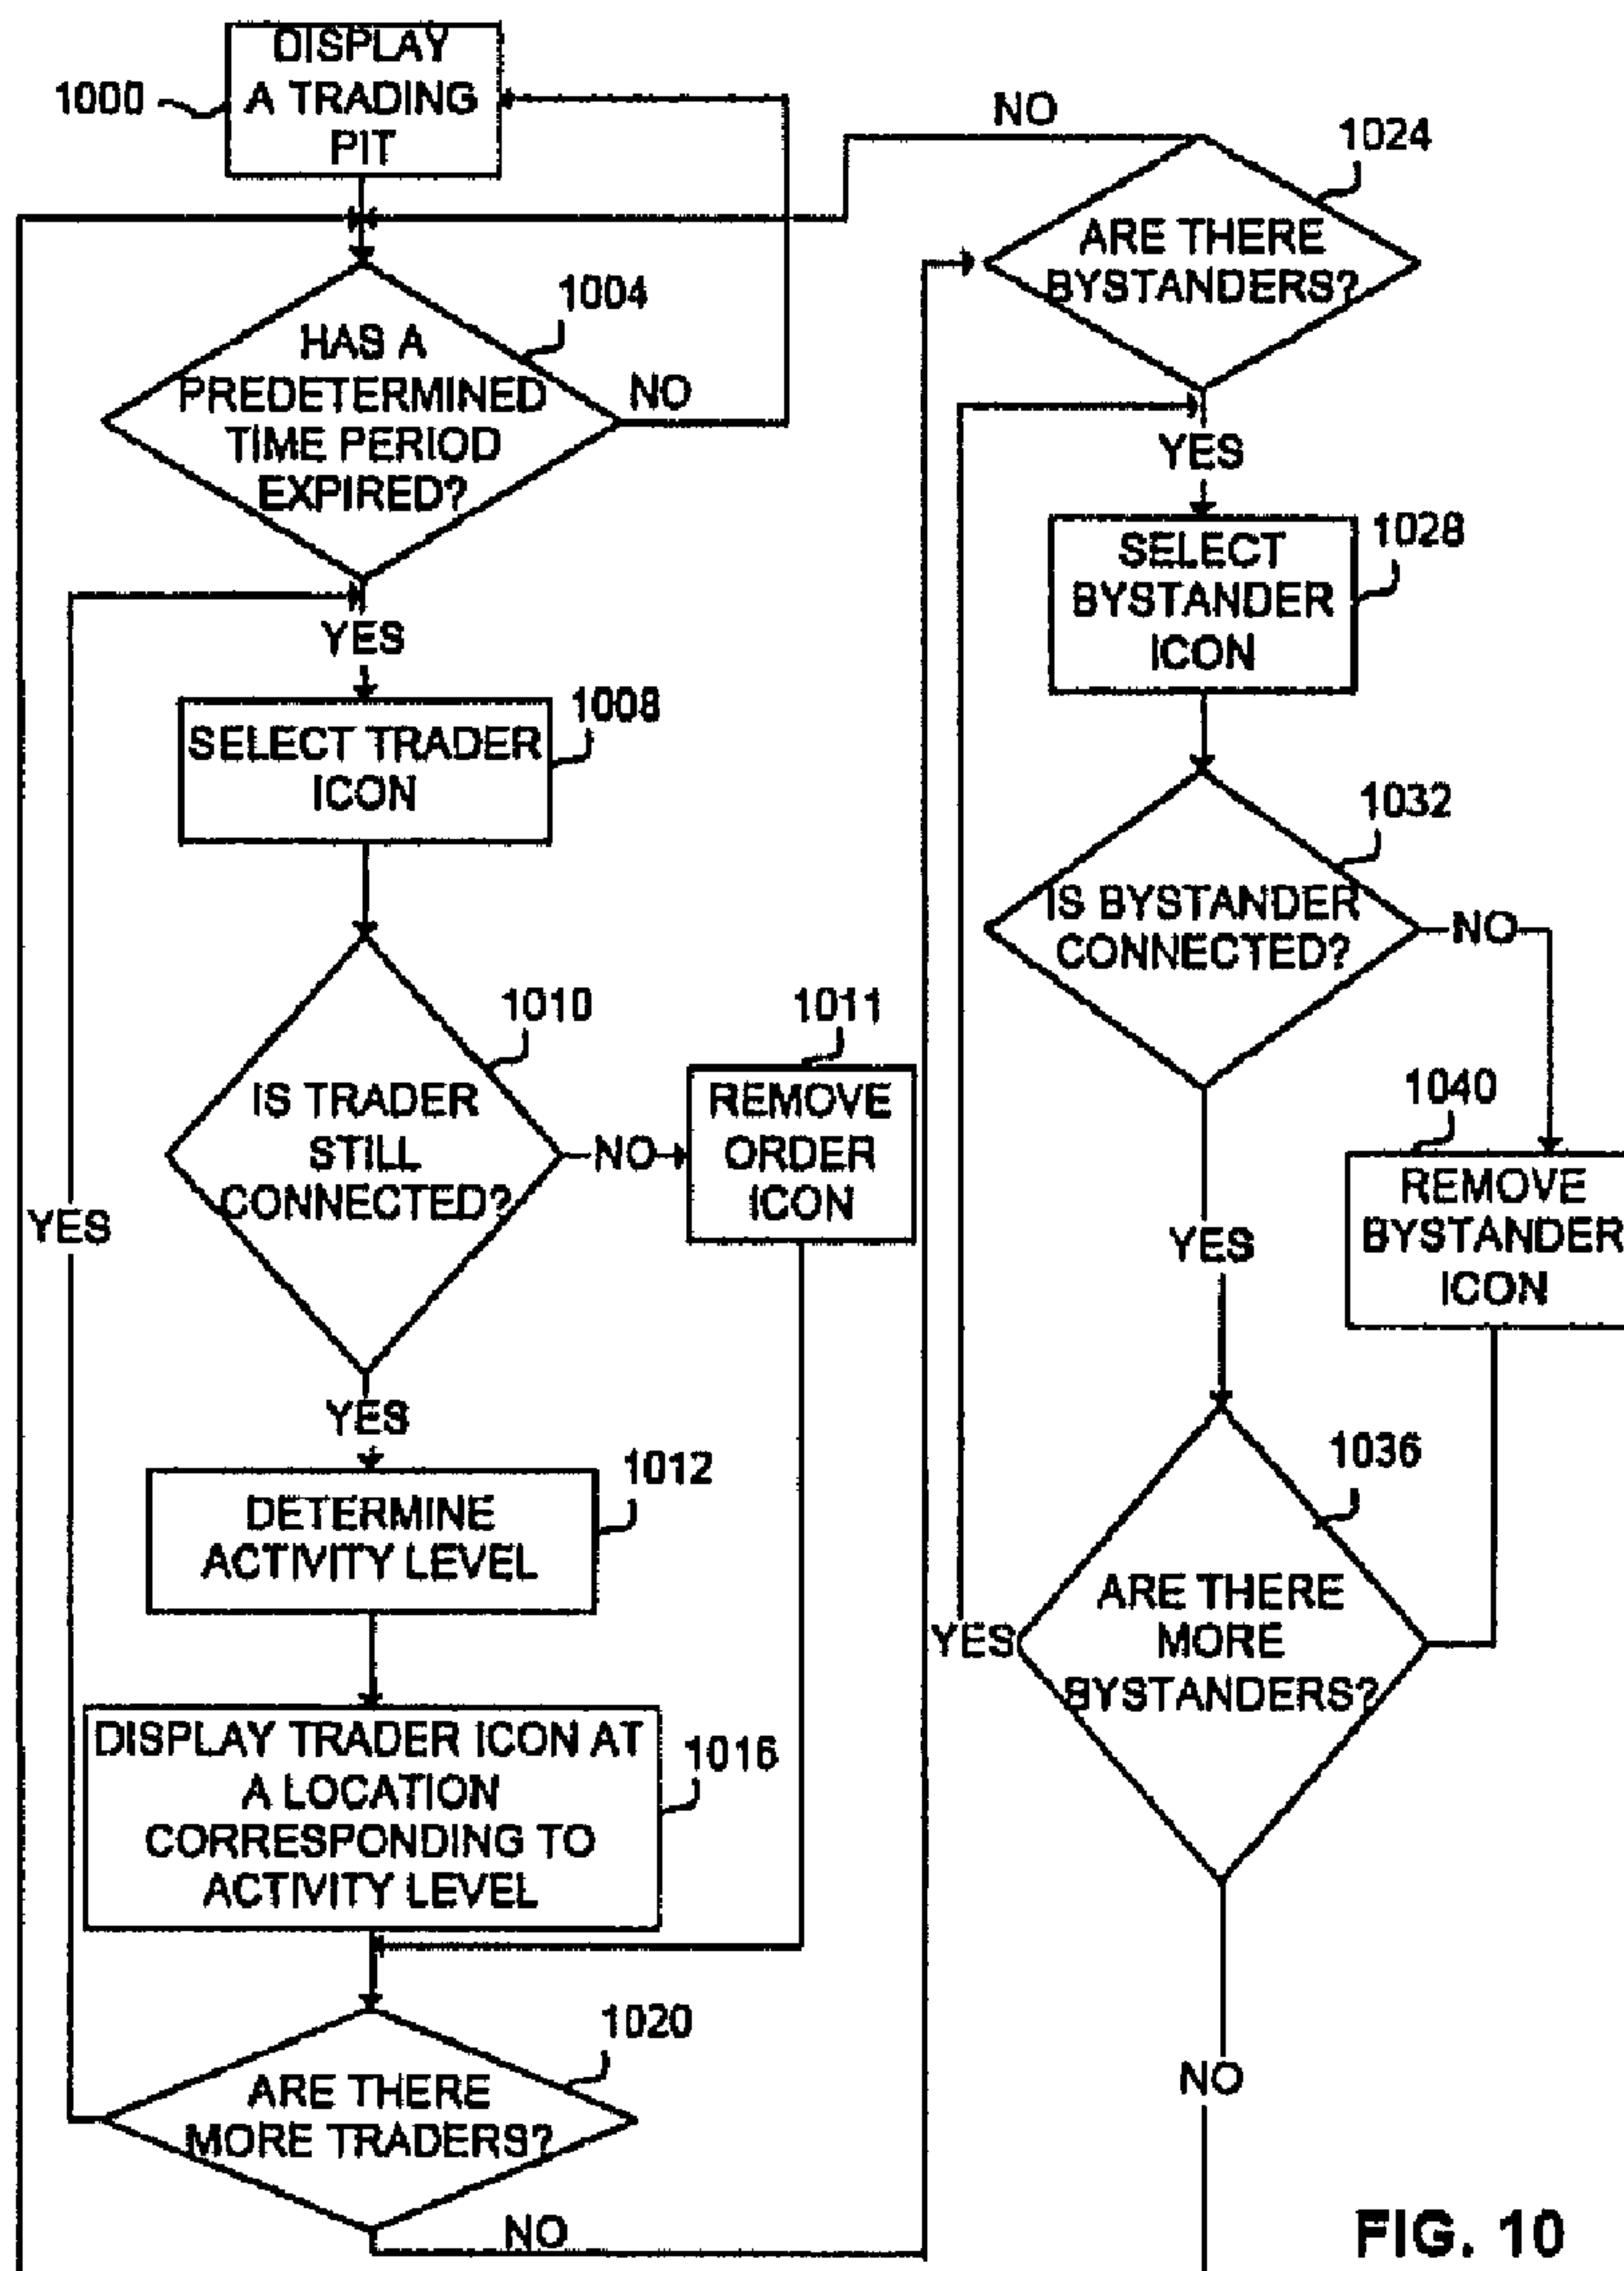 DISPLAY
A TRADING
PIT
1000
HAS A
PREDETERMINED
TIME PERIOD
EXPIRED?
1004
NO
YES
SELECT TRADER
ICON
1008
IS TRADER
STILL
CONNECTED?
1010
NO
REMOVE
ORDER
ICON
1011
YES
YES
DETERMINE
ACTIVITY LEVEL
1012
DISPLAY TRADER ICON AT
A LOCATION
CORRESPONDING TO
ACTIVITY LEVEL
1016
ARE THERE
MORE TRADERS?
1020
NO
NO
ARE THERE
BYSTANDERS?
1024
YES
SELECT
BYSTANDER
ICON
1028
IS BYSTANDER
CONNECTED?
1032
NO
REMOVE
BYSTANDER
ICON
1040
YES
ARE THERE
MORE
BYSTANDERS?
1036
YES
NO
FIG. 10